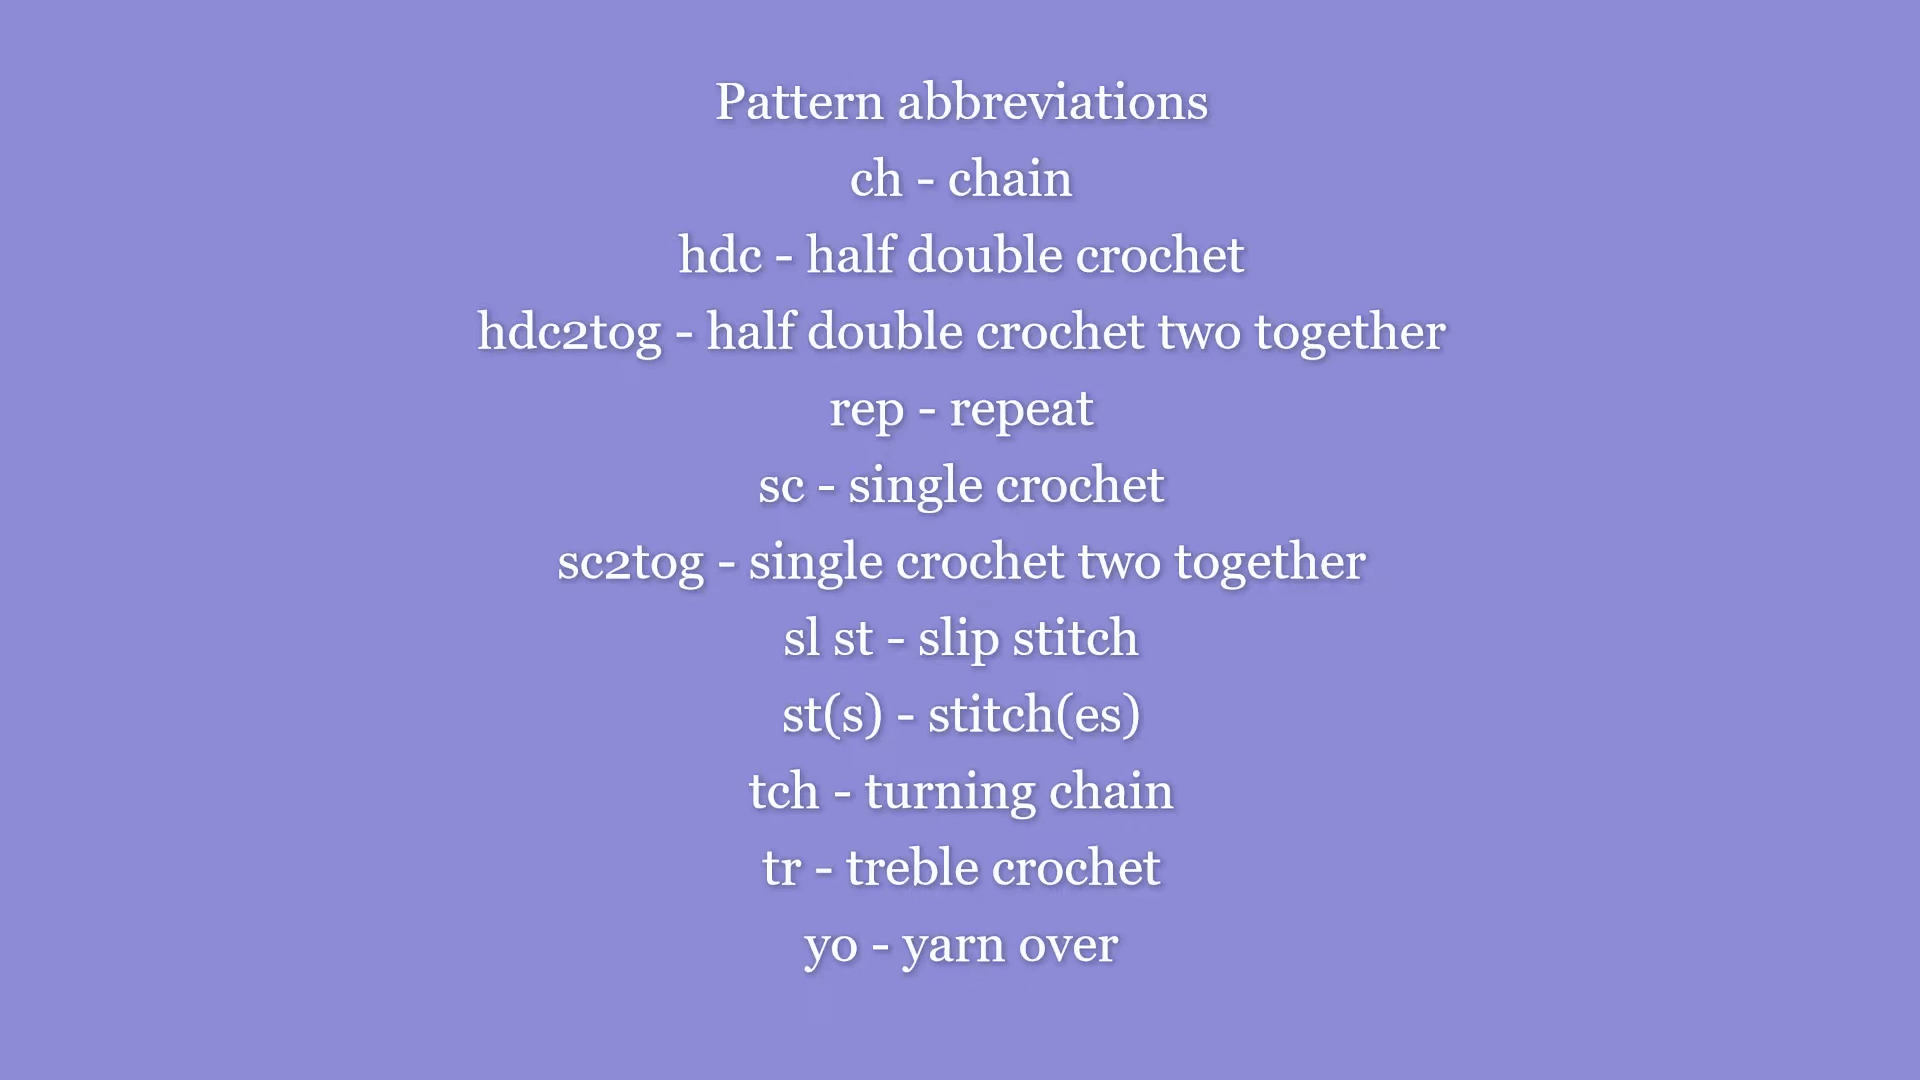 Pattern abbreviations
ch - chain
hdc - half double crochet
hdc2tog - half double crochet two together
rep - repeat
sc - single crochet
sc2tog - single crochet two together
sl st - slip stitch
st(s) - stitch(es)
tch - turning chain
tr - treble crochet
yo - yarn over